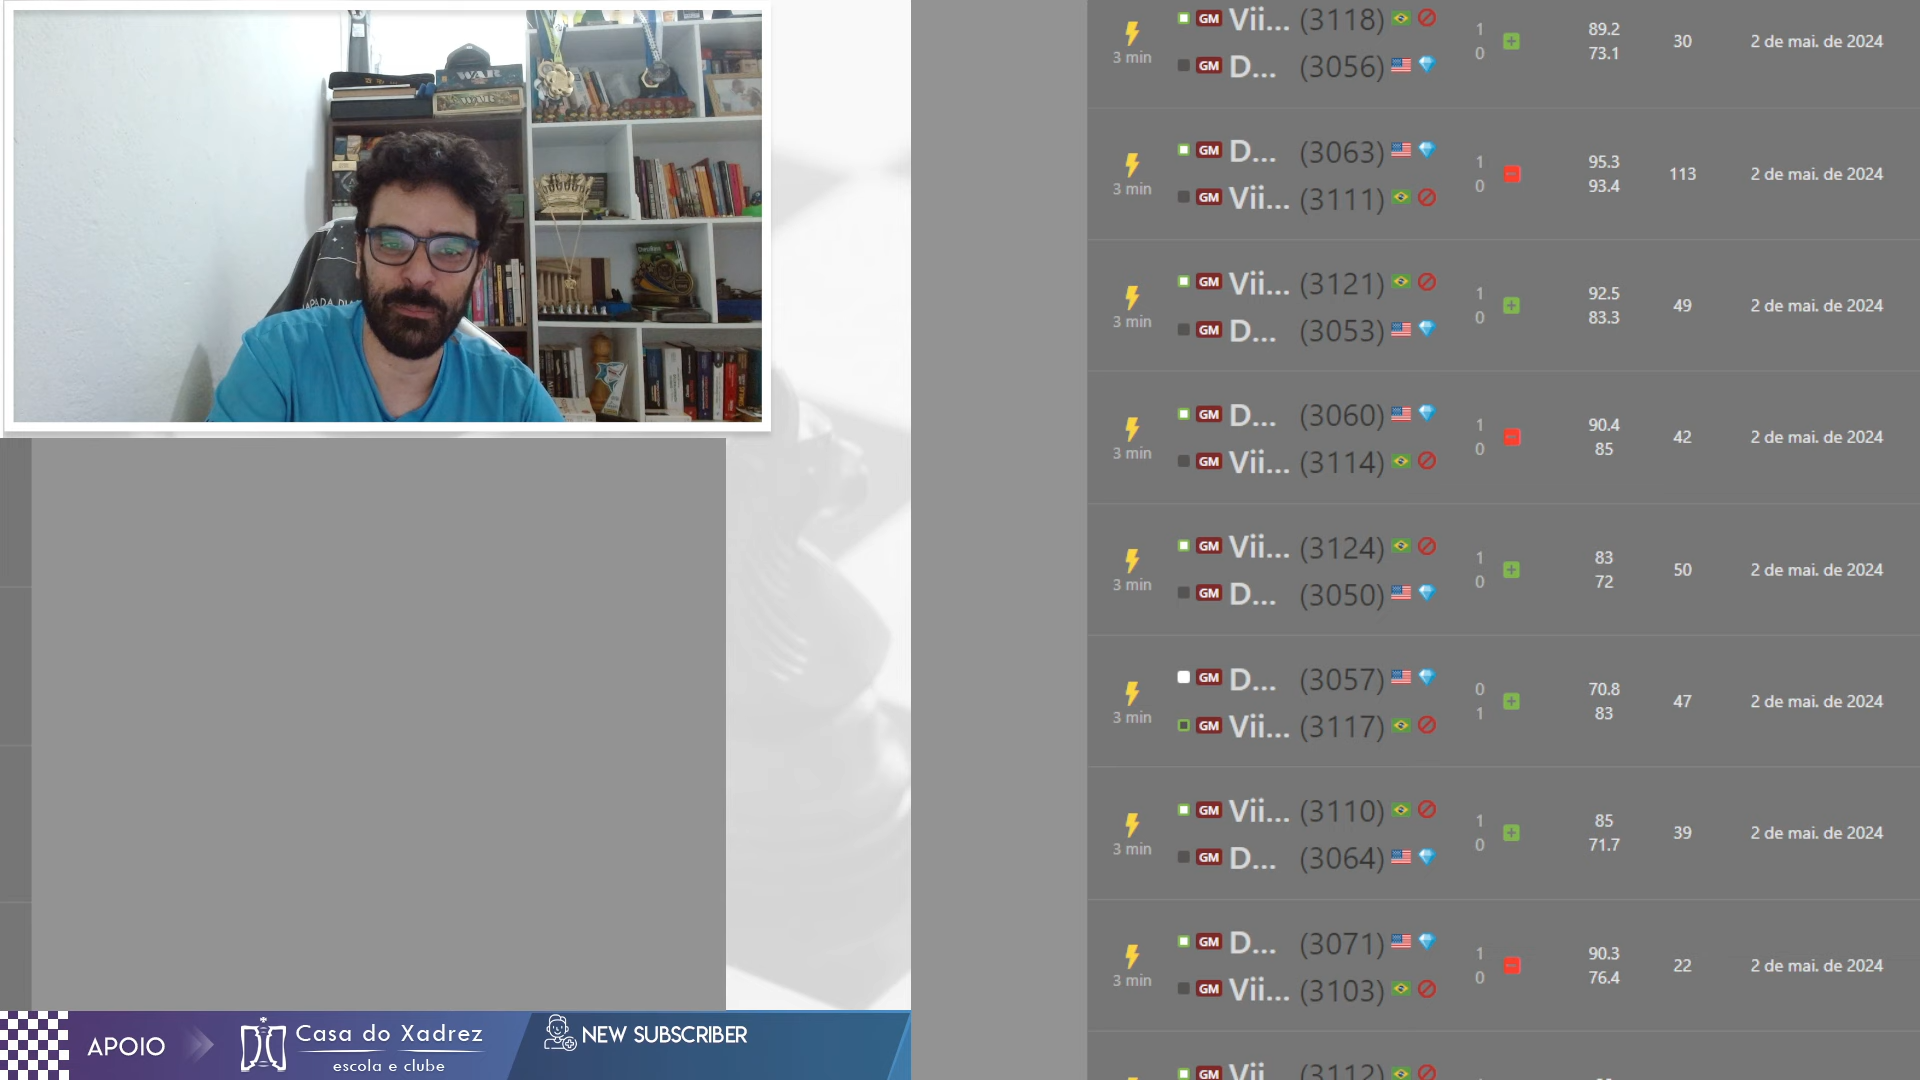 WAR
WAR
GM Vii... (3118)
GM D... (3056)
3 min
1
0
89.2
73.1
30
2 de mai. de 2024
GM D... (3063)
GM Vii... (3111)
3 min
1
0
95.3
93.4
113
2 de mai. de 2024
GM Vii... (3121)
GM D... (3053)
3 min
1
0
92.5
83.3
49
2 de mai. de 2024
GM D... (3060)
GM Vii... (3114)
3 min
1
0
90.4
85
42
2 de mai. de 2024
GM Vii... (3124)
GM D... (3050)
3 min
1
0
83
72
50
2 de mai. de 2024
GM D... (3057)
GM Vii... (3117)
3 min
0
1
70.8
83
47
2 de mai. de 2024
GM Vii... (3110)
GM D... (3064)
3 min
1
0
85
71.7
39
2 de mai. de 2024
GM D... (3071)
GM Vii... (3103)
3 min
1
0
90.3
76.4
22
2 de mai. de 2024
GM Vii... (3112)
APOIO
Casa do Xadrez
escola e clube
NEW SUBSCRIBER